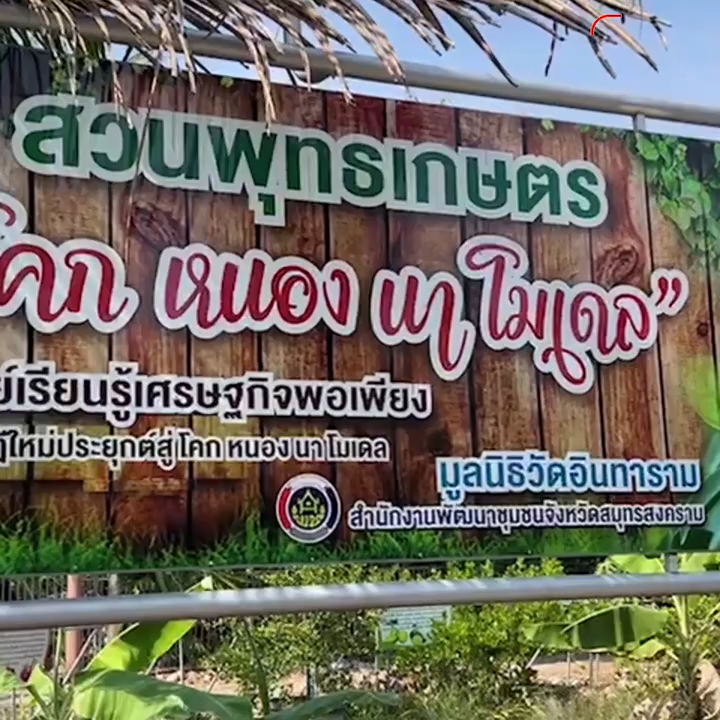 สวนพุทธเกษตร
โคก หนอง นา โมเดล”
เรียนรู้เศรษฐกิจพอเพียง
ใหม่ประยุกต์สู่ โคก หนอง นา โมเดล
มูลนิธิวัดอินทาราม
สำนักงานพัฒนาชุมชนจังหวัดสมุทรสงคราม